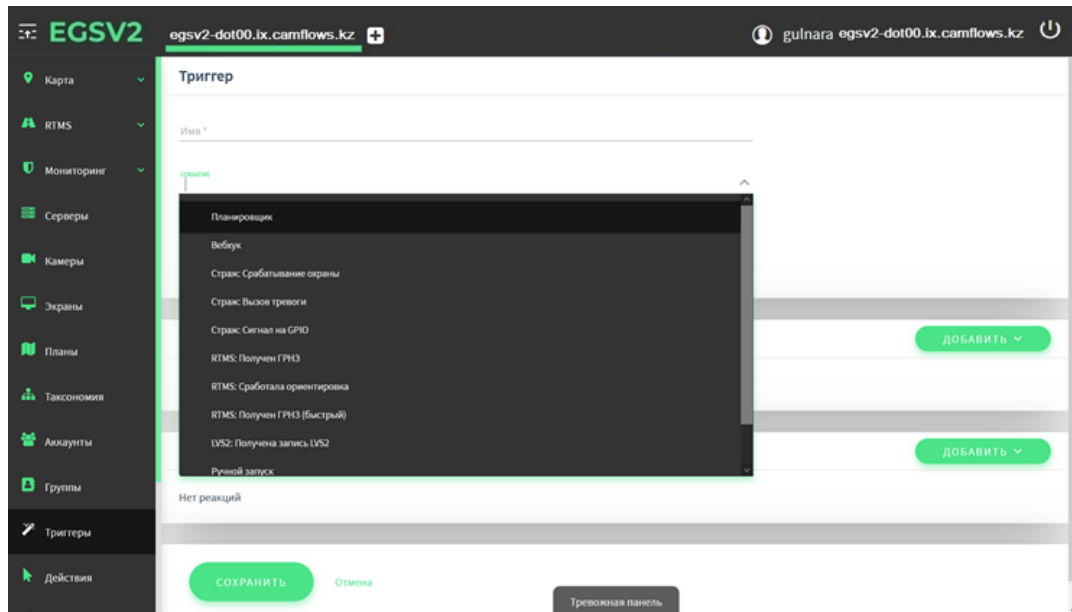 EGSV2
egsv2-dot00.ix.camflows.kz
gulnara egsv2-dot00.ix.camflows.kz
Карта
RTMS
Мониторинг
Серверы
Камеры
Экраны
Планы
Таксономия
Аккаунты
Группы
Триггеры
Действия
Триггер
Имя *
событие
Планировщик
Вебхук
Страж: Срабатывание охраны
Страж: Вызов тревоги
Страж: Сигнал на GPIO
RTMS: Получен ГРНЗ
RTMS: Сработала ориентировка
RTMS: Получен ГРНЗ (быстрый)
LVS2: Получена запись LVS2
Ручной запуск
ДОБАВИТЬ
ДОБАВИТЬ
Нет реакций
СОХРАНИТЬ
Отмена
Тревожная панель